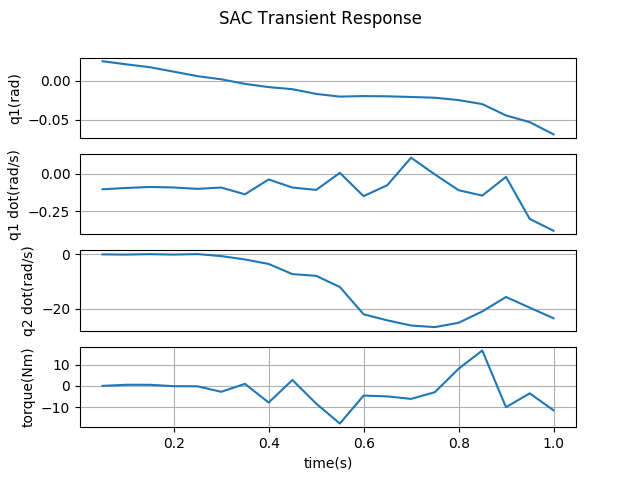 SAC Transient Response
q1(rad)
0.00
−0.05
q1 dot(rad/s)
0.00
−0.25
q2 dot(rad/s)
0
−20
torque(Nm)
10
0
−10
0.2 0.4 0.6 0.8 1.0
time(s)